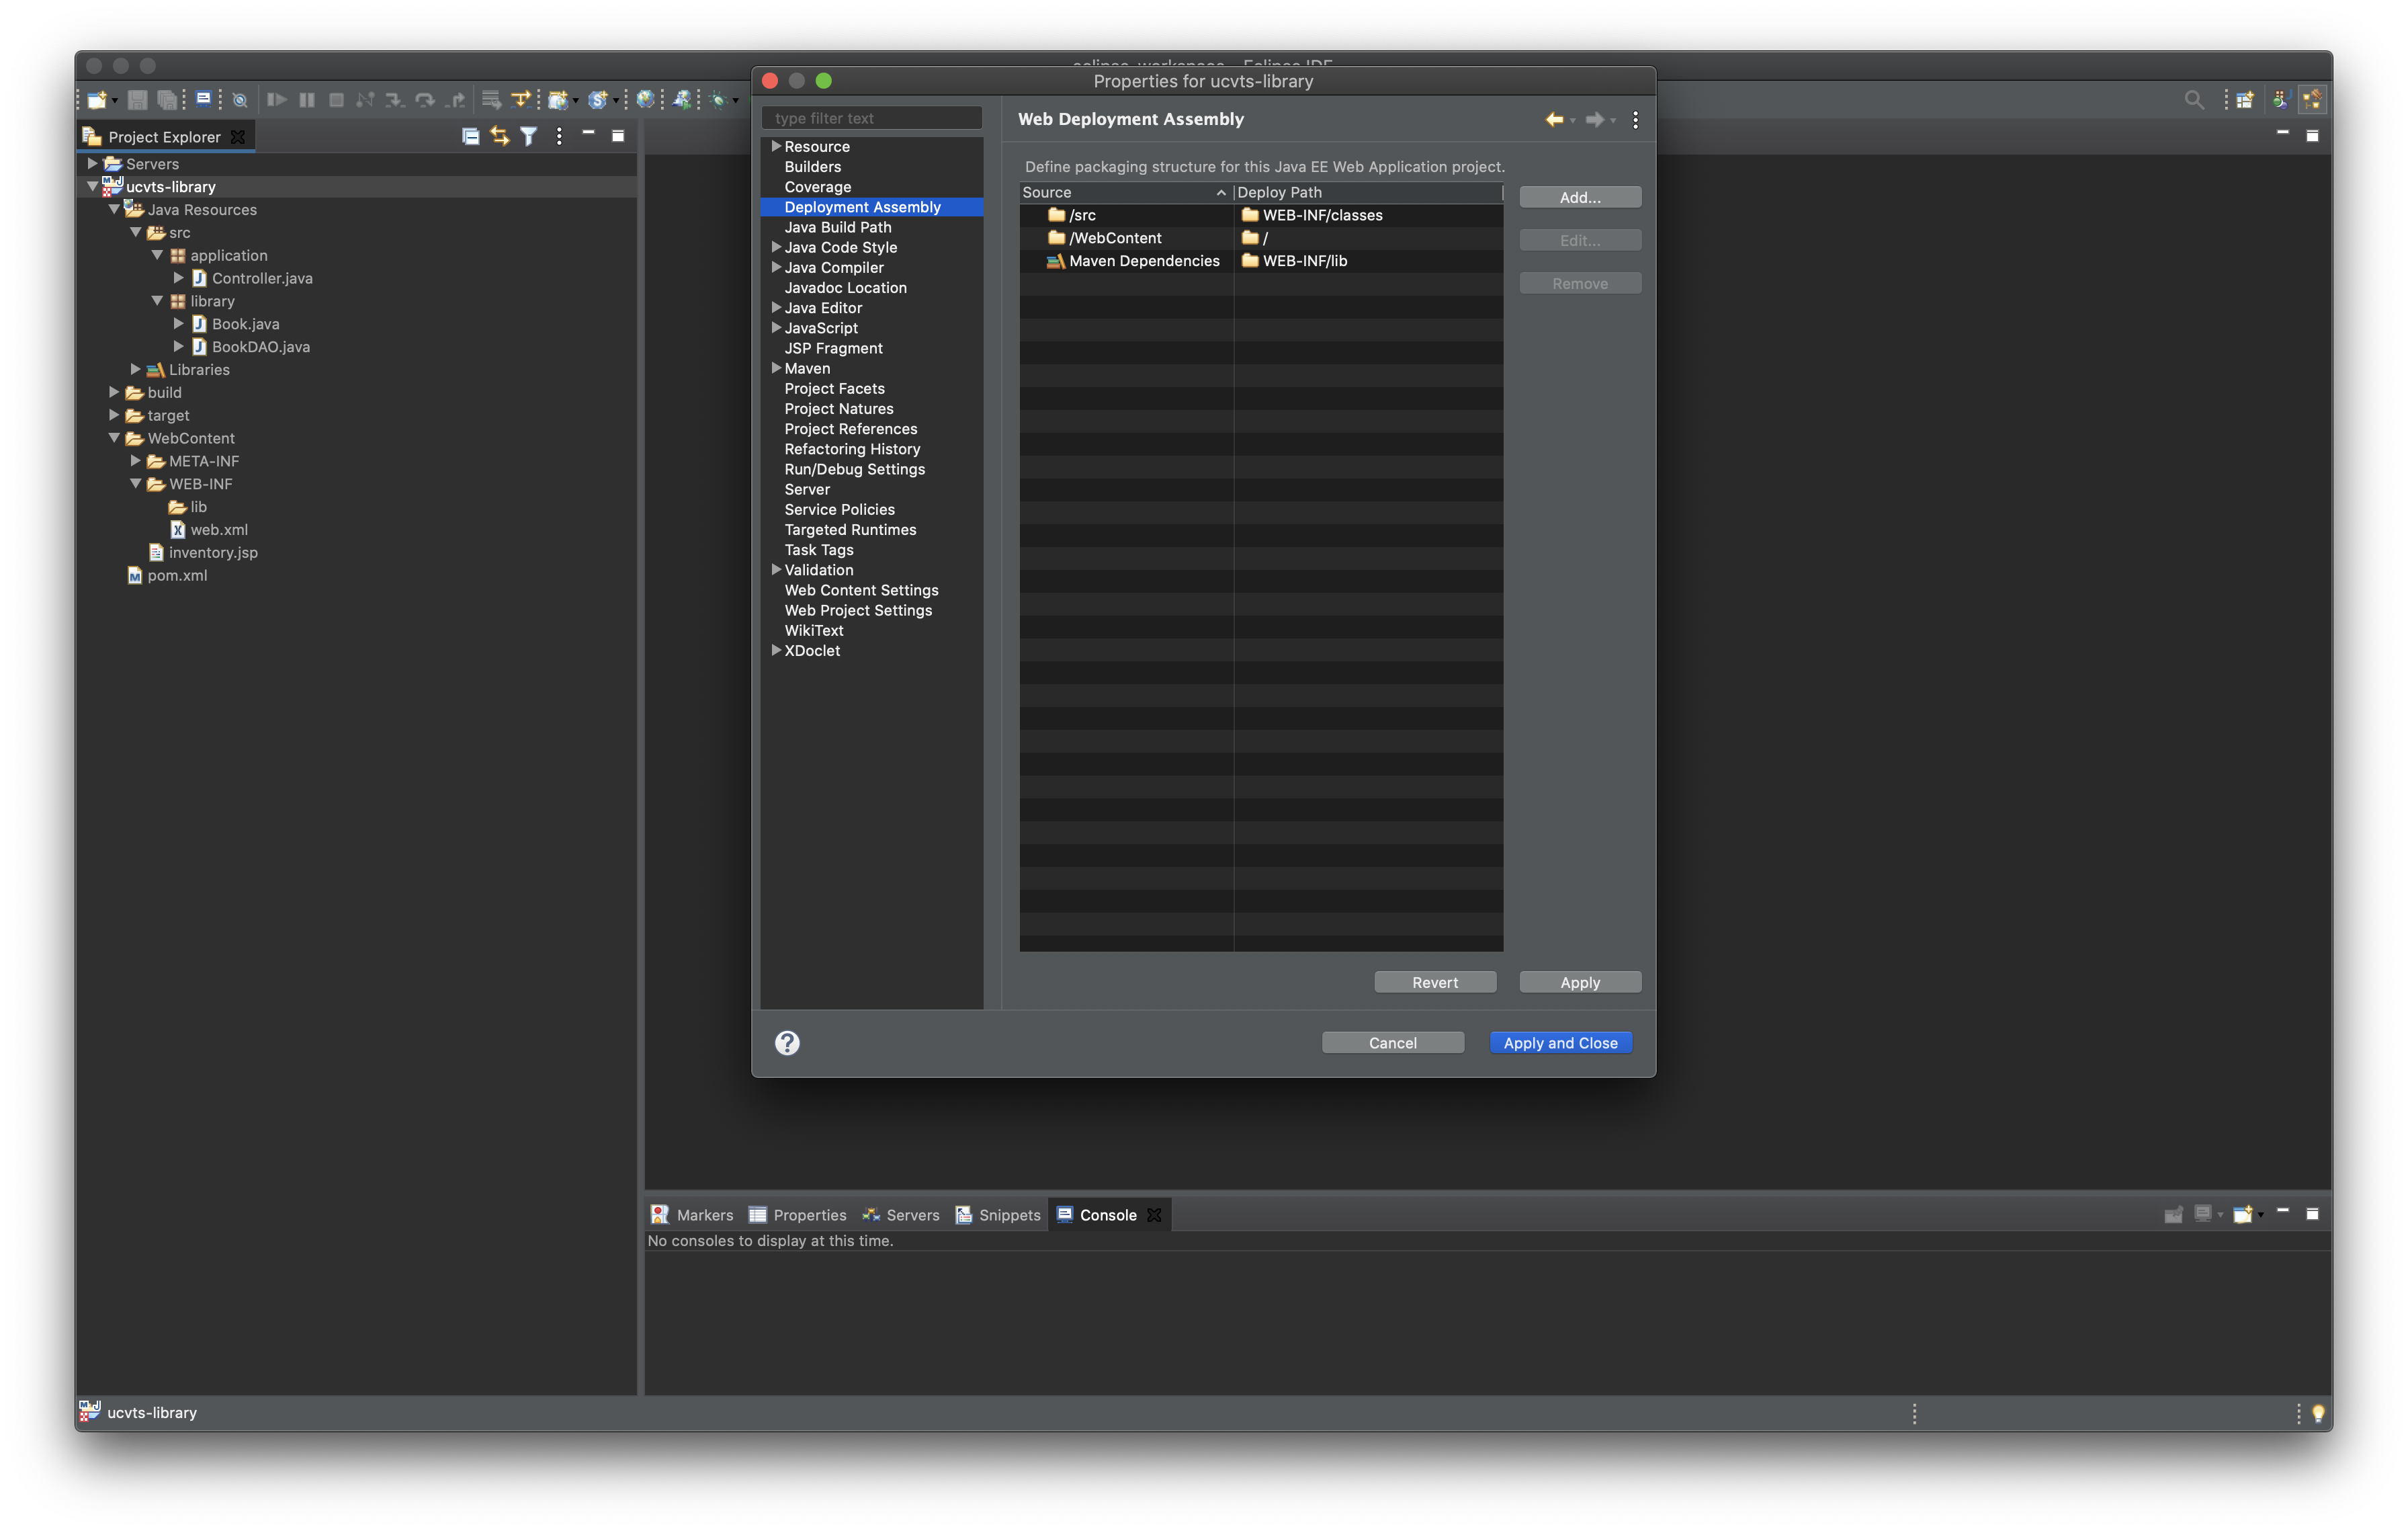 Properties for ucvts-library
Project Explorer
Servers
ucvts-library
Java Resources
src
application
Controller.java
library
Book.java
BookDAO.java
Libraries
build
target
WebContent
META-INF
WEB-INF
lib
web.xml
inventory.jsp
pom.xml
type filter text
Resource
Builders
Coverage
Deployment Assembly
Java Build Path
Java Code Style
Java Compiler
Javadoc Location
Java Editor
JavaScript
JSP Fragment
Maven
Project Facets
Project Natures
Project References
Refactoring History
Run/Debug Settings
Server
Service Policies
Targeted Runtimes
Task Tags
Validation
Web Content Settings
Web Project Settings
WikiText
XDoclet
Web Deployment Assembly
Define packaging structure for this Java EE Web Application project.
Source Deploy Path
/src WEB-INF/classes
/WebContent /
Maven Dependencies WEB-INF/lib
Add...
Edit...
Remove
Revert Apply
Cancel Apply and Close
Markers Properties Servers Snippets Console
No consoles to display at this time.
ucvts-library